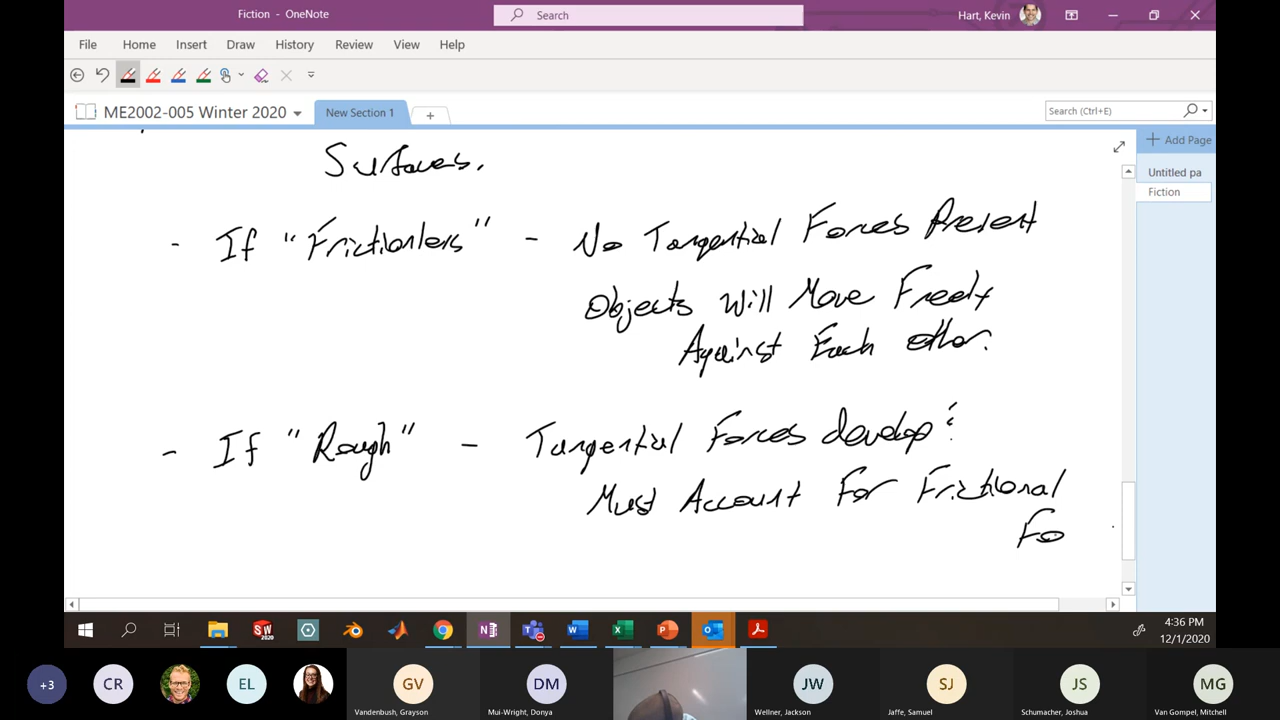 Fiction - OneNote
Search
Hart, Kevin
File Home Insert Draw History Review View Help
ME2002-005 Winter 2020
New Section 1
Search (Ctrl+E)
Add Page
Untitled pa
Fiction
Surfaces.
- If "Frictionless" - No Tangential Forces Present
Objects Will Move Freely
Against Each other.
- If "Rough" - Tangential Forces develop &
Must Account For Frictional
Fo
4:36 PM
12/1/2020
+3
CR
EL
GV
Vandenbush, Grayson
DM
Mui-Wright, Donya
JW
Wellner, Jackson
SJ
Jaffe, Samuel
JS
Schumacher, Joshua
MG
Van Gompel, Mitchell